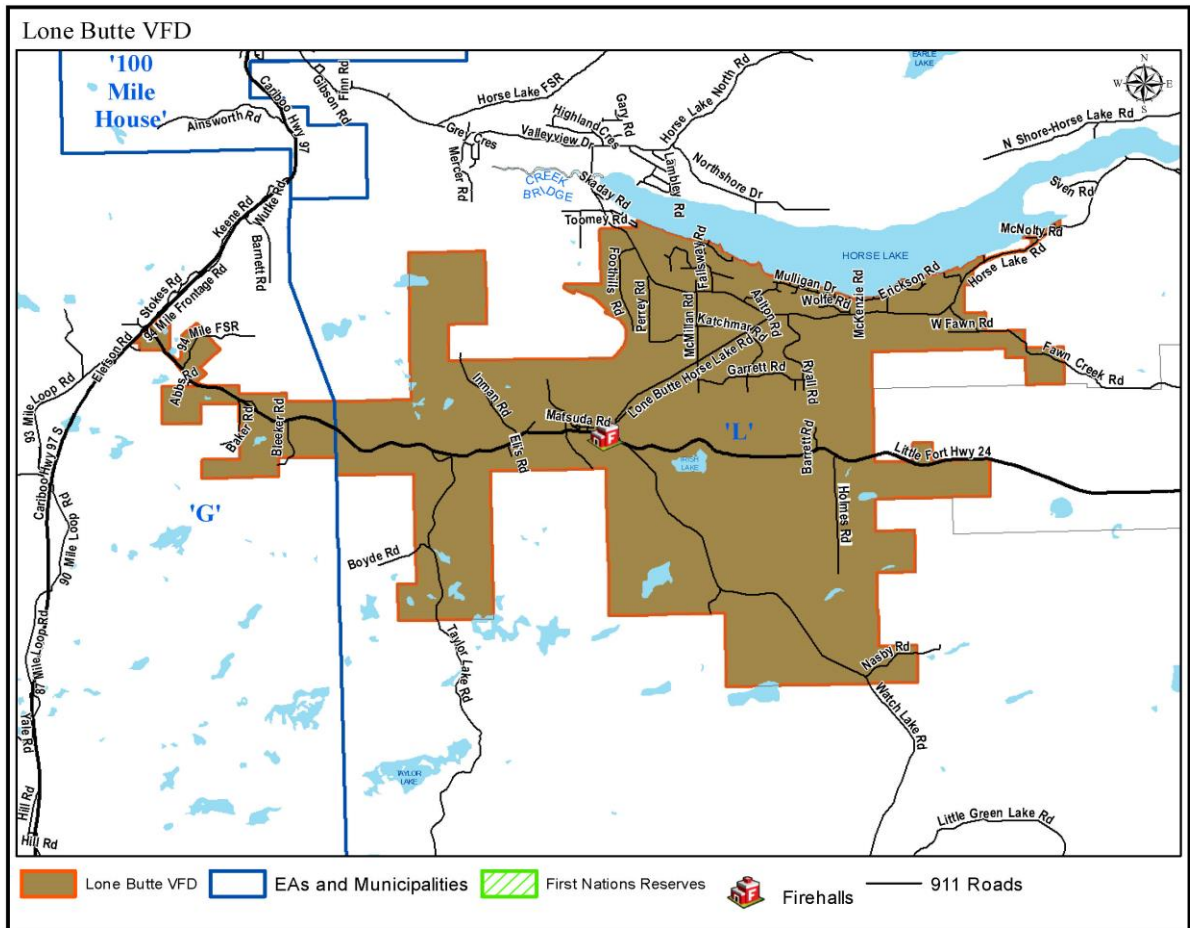 Lone Butte VFD
'100
Mile
House'
EARLE
LAKE
N
W E
S
Cariboo Hwy 97
Gibson Rd
Finn Rd
Ainsworth Rd
Horse Lake FSR
Highland Cres
Gary Rd
Horse Lake North Rd
Grey Cres
Valleyview Dr
N Shore-Horse Lake Rd
Mercer Rd
Lambley Rd
Northshore Dr
CREEK
BRIDGE
Skaday Rd
Sven Rd
Keene Rd
Wutke Rd
Toomey Rd
McNolty Rd
Barnett Rd
HORSE LAKE
Horse Lake Rd
Foothills Rd
Fallsway Rd
Stokes Rd
94 Mile Frontage Rd
Perrey Rd
Mulligan Dr
Erickson Rd
McKenzie Rd
Wolfe Rd
Aalton Rd
McMillan Rd
Katchmar Rd
W Fawn Rd
94 Mile FSR
Eletson Rd
Lone Butte Horse Lake Rd
Fawn Creek Rd
93 Mile Loop Rd
Abbs Rd
Inman Rd
Garrett Rd
Ryall Rd
Matsuda Rd
Baker Rd
Bleeker Rd
Eli's Rd
F
'L'
Barrett Rd
Little Fort Hwy 24
Cariboo Hwy 97 S
IRISH
LAKE
Holmes Rd
'G'
90 Mile Loop Rd
Boyde Rd
Taylor Lake Rd
87 Mile Loop Rd
Nasby Rd
Watch Lake Rd
Yale Rd
TAYLOR
LAKE
Hill Rd
Hill Rd
Little Green Lake Rd
Lone Butte VFD
EAs and Municipalities
First Nations Reserves
F
Firehalls
911 Roads